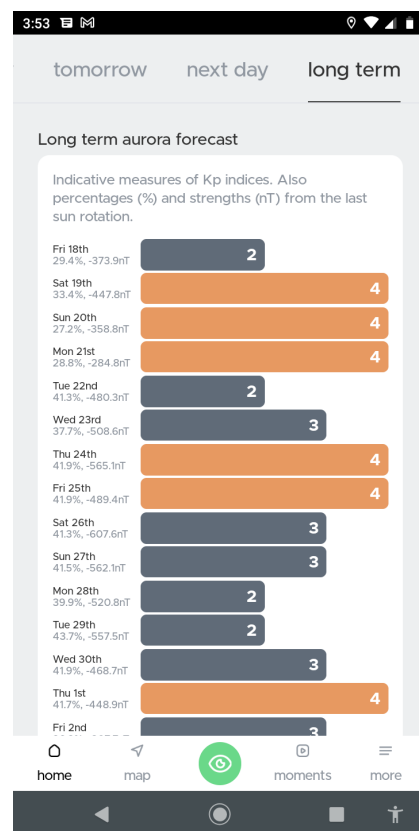 3:53
tomorrow next day long term
Long term aurora forecast
Indicative measures of Kp indices. Also
percentages (%) and strengths (nT) from the last
sun rotation.
Fri 18th
29.4%, -373.9nT
2
Sat 19th
33.4%, -447.8nT
4
Sun 20th
27.2%, -358.8nT
4
Mon 21st
28.8%, -284.8nT
4
Tue 22nd
41.3%, -480.3nT
2
Wed 23rd
37.7%, -508.6nT
3
Thu 24th
41.9%, -565.1nT
4
Fri 25th
41.9%, -489.4nT
4
Sat 26th
41.3%, -607.6nT
3
Sun 27th
41.5%, -562.1nT
3
Mon 28th
39.9%, -520.8nT
2
Tue 29th
43.7%, -557.5nT
2
Wed 30th
41.9%, -468.7nT
3
Thu 1st
41.7%, -448.9nT
4
Fri 2nd
3
home map moments more